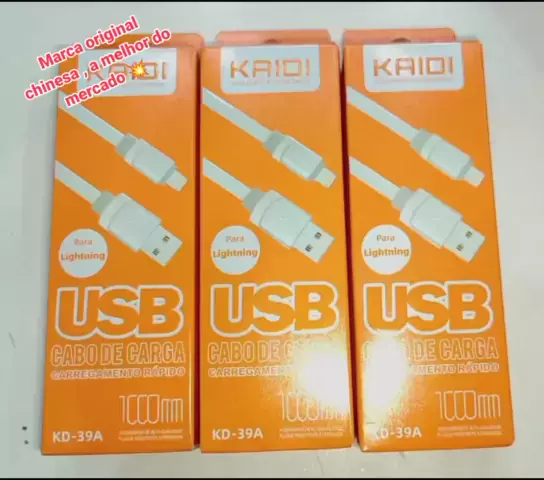 Marca original
chinesa , a melhor do
mercado 💥
KAIDI
KAIDI
KAIDI
Para
Lightning
Para
Lightning
Para
Lightning
USB
CABO DE CARGA
CARREGAMENTO RÁPIDO
1000mm
KD-39A
USB
CABO DE
CARREGAMENTO
1000mm
KD-39A
USB
DE CARGA
RÁPIDO
1000mm
KD-39A